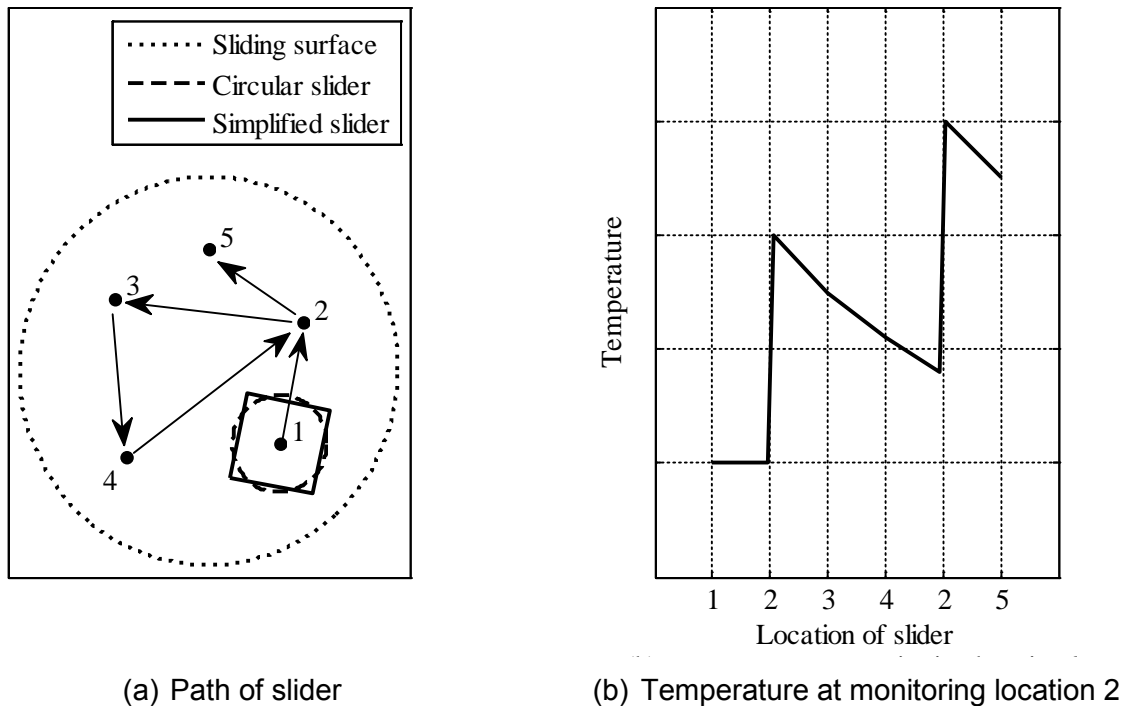 Sliding surface
Circular slider
Simplified slider
5
3
2
1
4
Temperature
1 2 3 4 2 5
Location of slider
(a) Path of slider
(b) Temperature at monitoring location 2